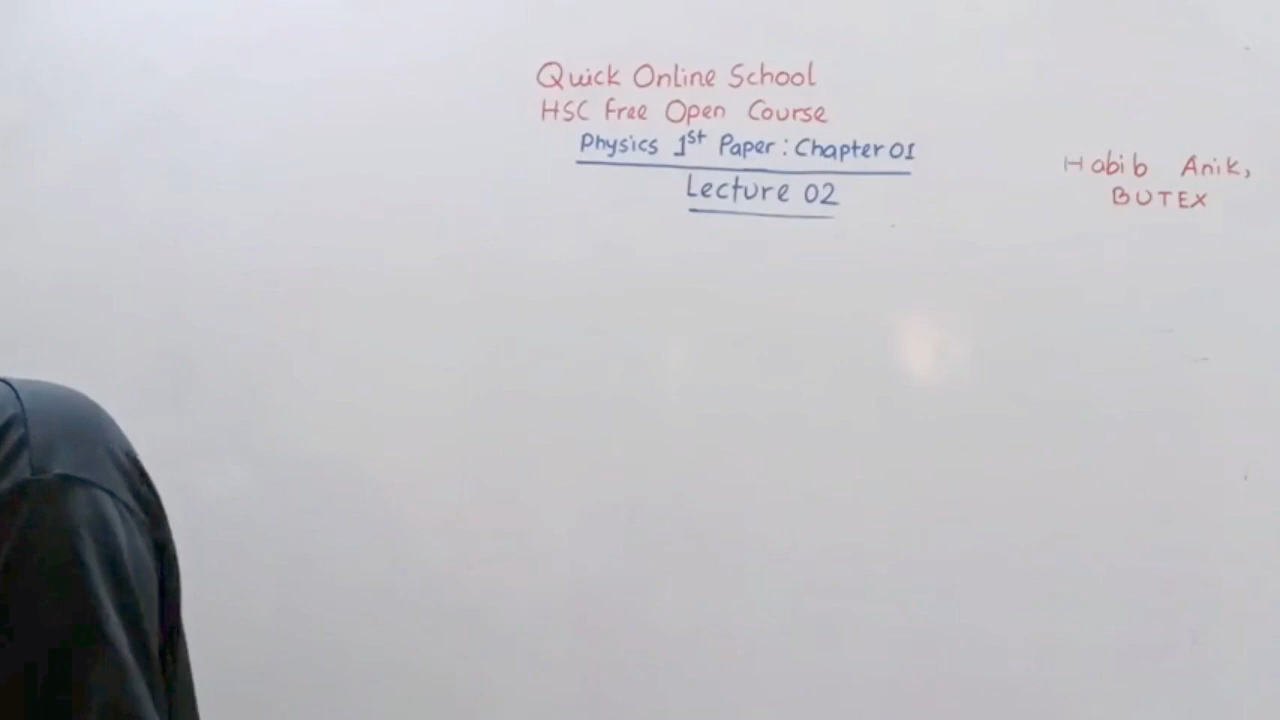 Quick Online School
HSC Free Open Course
Physics 1st Paper : Chapter 01
Lecture 02
Habib Anik,
BUTEX